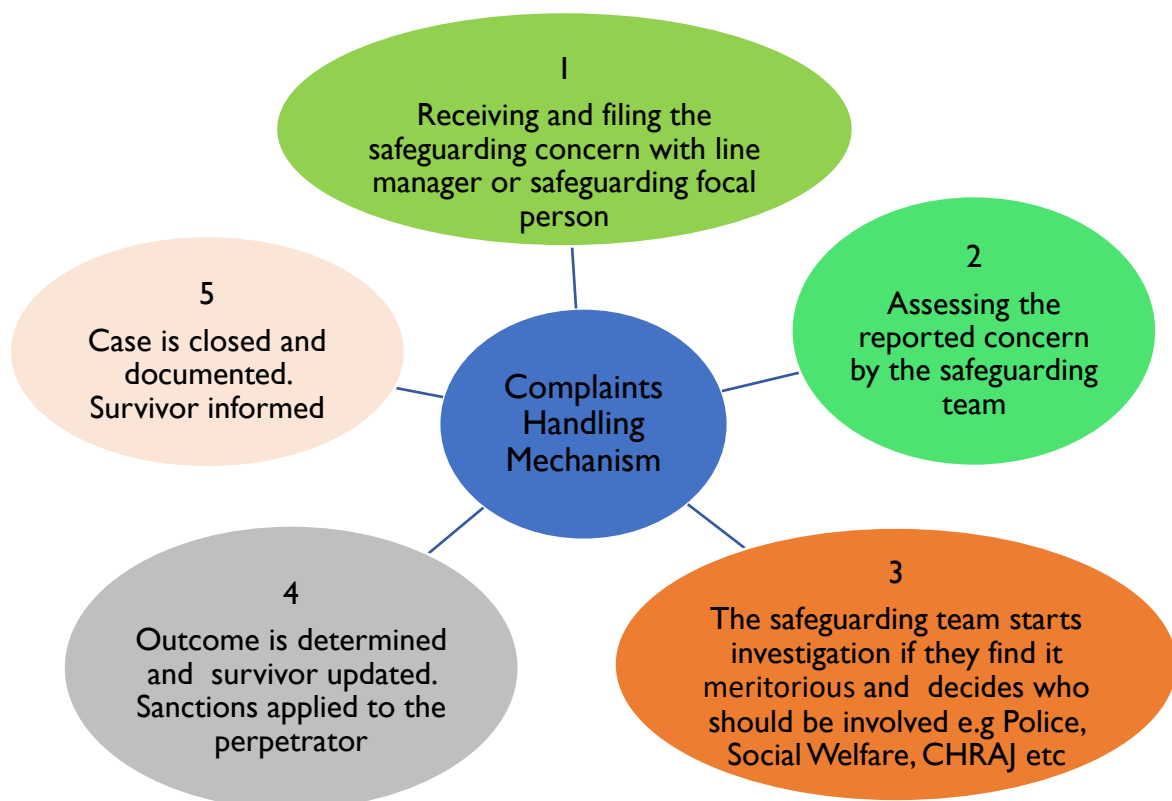 1
Receiving and filing the
safeguarding concern with line
manager or safeguarding focal
person
2
Assessing the
reported concern
by the safeguarding
team
3
The safeguarding team starts
investigation if they find it
meritorious and decides who
should be involved e.g Police,
Social Welfare, CHRAJ etc
4
Outcome is determined
and survivor updated.
Sanctions applied to the
perpetrator
5
Case is closed and
documented.
Survivor informed
Complaints
Handling
Mechanism